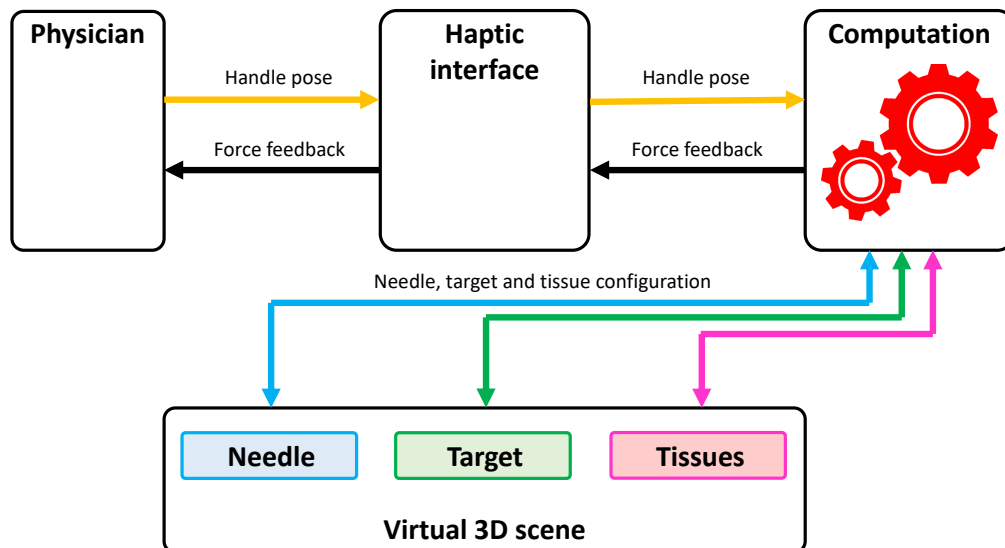 Physician
Haptic
interface
Computation
Handle pose
Handle pose
Force feedback
Force feedback
Needle, target and tissue configuration
Needle
Target
Tissues
Virtual 3D scene